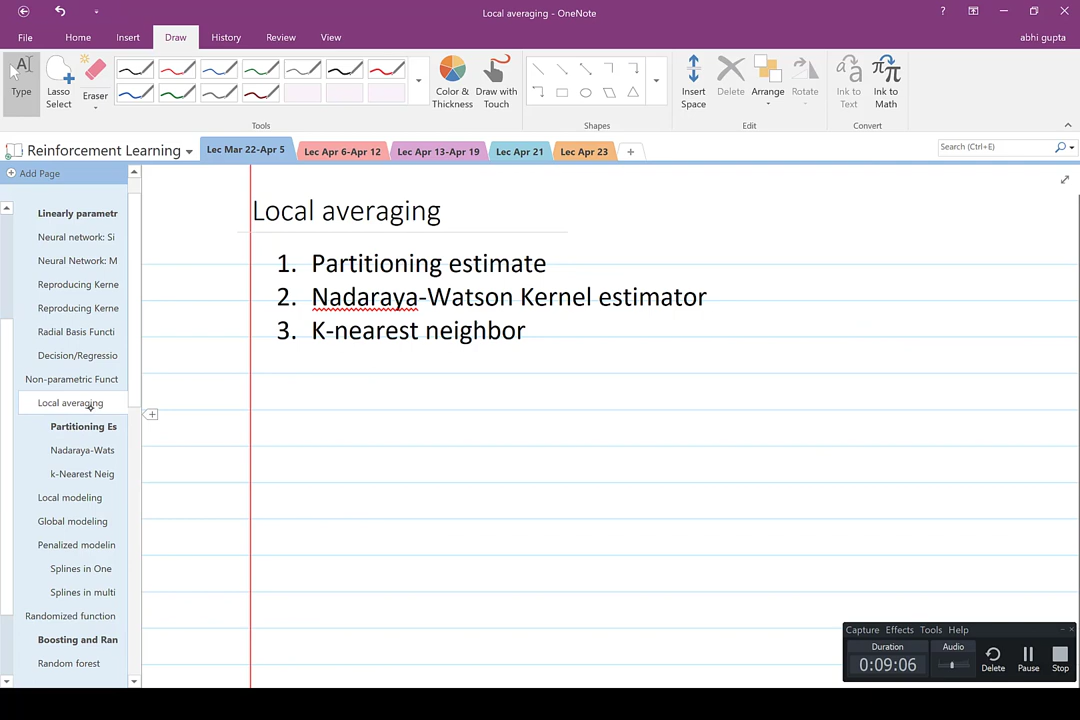 Local averaging - OneNote
?
File
Home
Insert
Draw
History
Review
View
abhi gupta
Type
Lasso Select
Eraser
Color & Thickness
Draw with Touch
Insert Space
Delete
Arrange
Rotate
Ink to Text
Ink to Math
Tools
Shapes
Edit
Convert
Reinforcement Learning
Lec Mar 22-Apr 5
Lec Apr 6-Apr 12
Lec Apr 13-Apr 19
Lec Apr 21
Lec Apr 23
Search (Ctrl+E)
Add Page
Linearly parametr
Neural network: Si
Neural Network: M
Reproducing Kerne
Reproducing Kerne
Radial Basis Functi
Decision/Regressio
Non-parametric Funct
Local averaging
Partitioning Es
Nadaraya-Wats
k-Nearest Neig
Local modeling
Global modeling
Penalized modelin
Splines in One
Splines in multi
Randomized function
Boosting and Ran
Random forest
Local averaging
1. Partitioning estimate
2. Nadaraya-Watson Kernel estimator
3. K-nearest neighbor
Capture Effects Tools Help
Duration
0:09:06
Audio
Delete
Pause
Stop